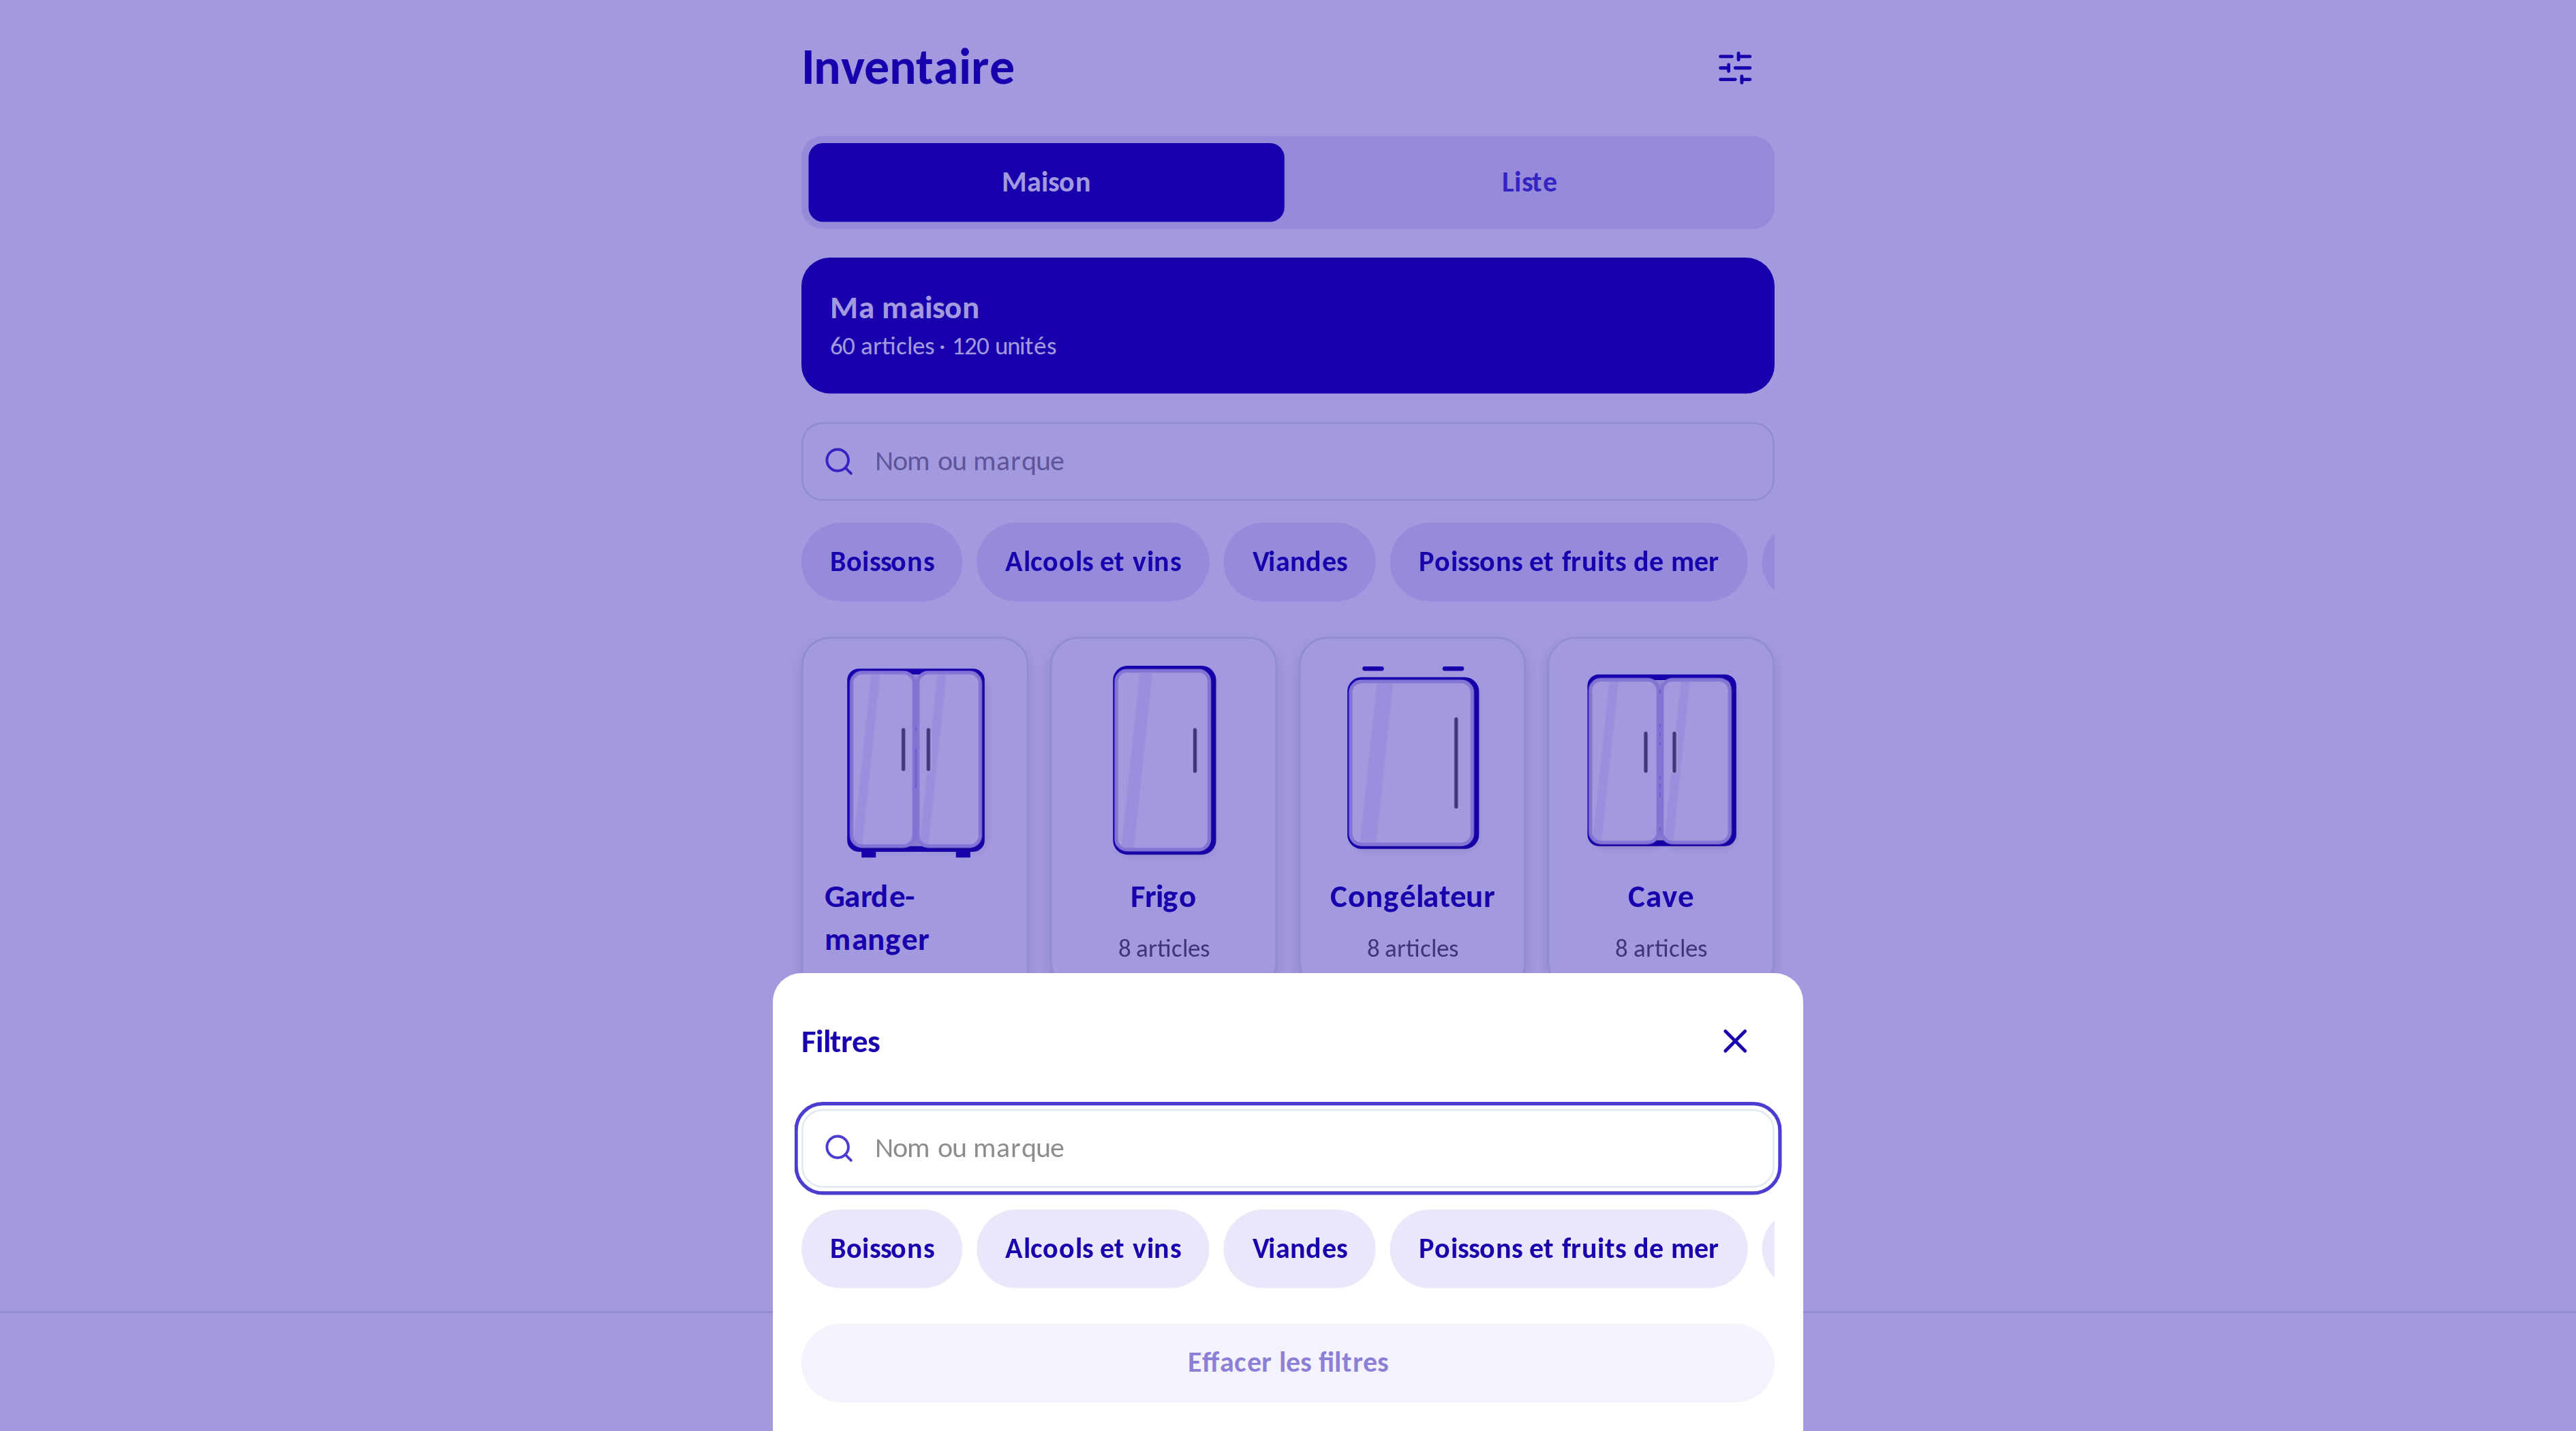 Inventaire
Maison
Liste
Ma maison
60 articles · 120 unités
Nom ou marque
Boissons
Alcools et vins
Viandes
Poissons et fruits de mer
Garde-
manger
Frigo
8 articles
Congélateur
8 articles
Cave
8 articles
Filtres
Nom ou marque
Boissons
Alcools et vins
Viandes
Poissons et fruits de mer
Effacer les filtres